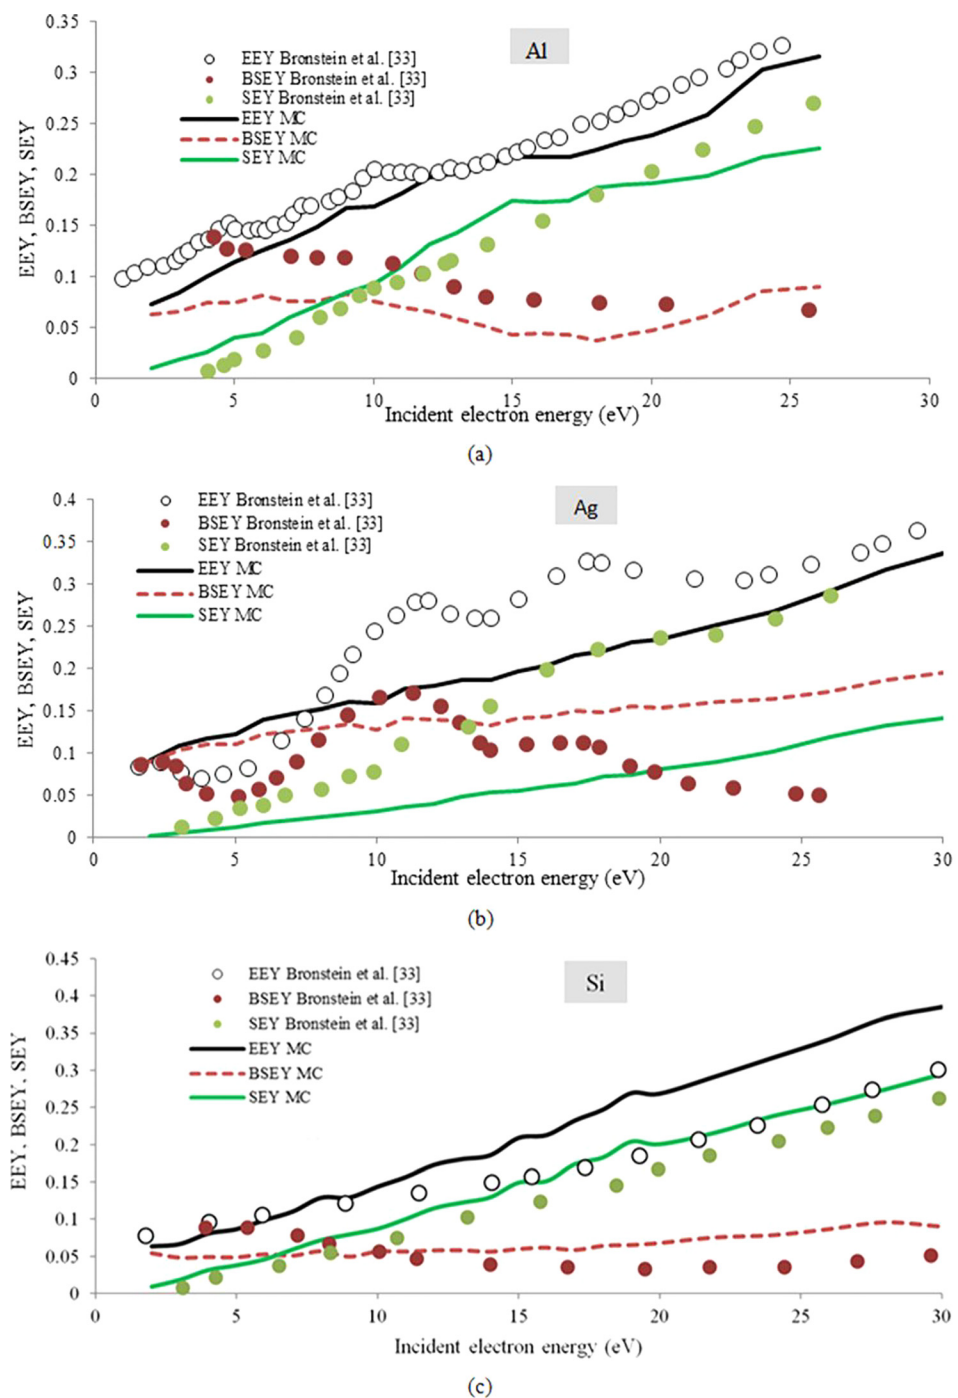 0.35
Al
EEY Bronstein et al. [33]
BSEY Bronstein et al. [33]
SEY Bronstein et al. [33]
EEY MC
BSEY MC
SEY MC
0.3
0.25
0.2
0.15
0.1
0.05
0
EEY, BSEY, SEY
0 5 10 15 20 25 30
Incident electron energy (eV)
(a)
0.4
Ag
EEY Bronstein et al. [33]
BSEY Bronstein et al. [33]
SEY Bronstein et al. [33]
EEY MC
BSEY MC
SEY MC
0.35
0.3
0.25
0.2
0.15
0.1
0.05
0
EEY, BSEY, SEY
0 5 10 15 20 25 30
Incident electron energy (eV)
(b)
0.45
Si
EEY Bronstein et al. [33]
BSEY Bronstein et al. [33]
SEY Bronstein et al. [33]
EEY MC
BSEY MC
SEY MC
0.4
0.35
0.3
0.25
0.2
0.15
0.1
0.05
0
EEY, BSEY, SEY
0 5 10 15 20 25 30
Incident electron energy (eV)
(c)